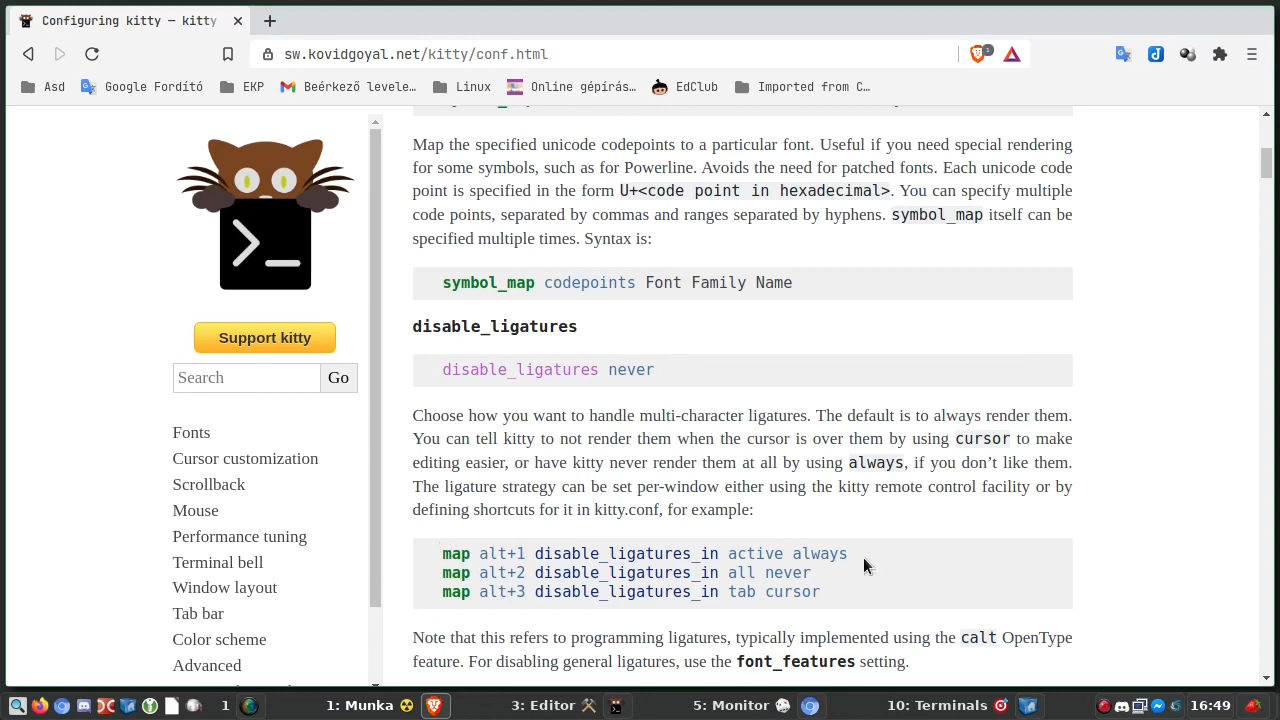 Configuring kitty — kitty
sw.kovidgoyal.net/kitty/conf.html
1
Asd
Google Fordító
EKP
Beérkező levele…
Linux
Online gépírás…
EdClub
Imported from C…
Map the specified unicode codepoints to a particular font. Useful if you need special rendering
for some symbols, such as for Powerline. Avoids the need for patched fonts. Each unicode code
point is specified in the form U+<code point in hexadecimal>. You can specify multiple
code points, separated by commas and ranges separated by hyphens. symbol_map itself can be
specified multiple times. Syntax is:
symbol_map codepoints Font Family Name
disable_ligatures
disable_ligatures never
Choose how you want to handle multi-character ligatures. The default is to always render them.
You can tell kitty to not render them when the cursor is over them by using cursor to make
editing easier, or have kitty never render them at all by using always, if you don’t like them.
The ligature strategy can be set per-window either using the kitty remote control facility or by
defining shortcuts for it in kitty.conf, for example:
map alt+1 disable_ligatures_in active always
map alt+2 disable_ligatures_in all never
map alt+3 disable_ligatures_in tab cursor
Note that this refers to programming ligatures, typically implemented using the calt OpenType
feature. For disabling general ligatures, use the font_features setting.
Support kitty
Search
Go
Fonts
Cursor customization
Scrollback
Mouse
Performance tuning
Terminal bell
Window layout
Tab bar
Color scheme
Advanced
1
1: Munka
3: Editor
5: Monitor
10: Terminals
16:49